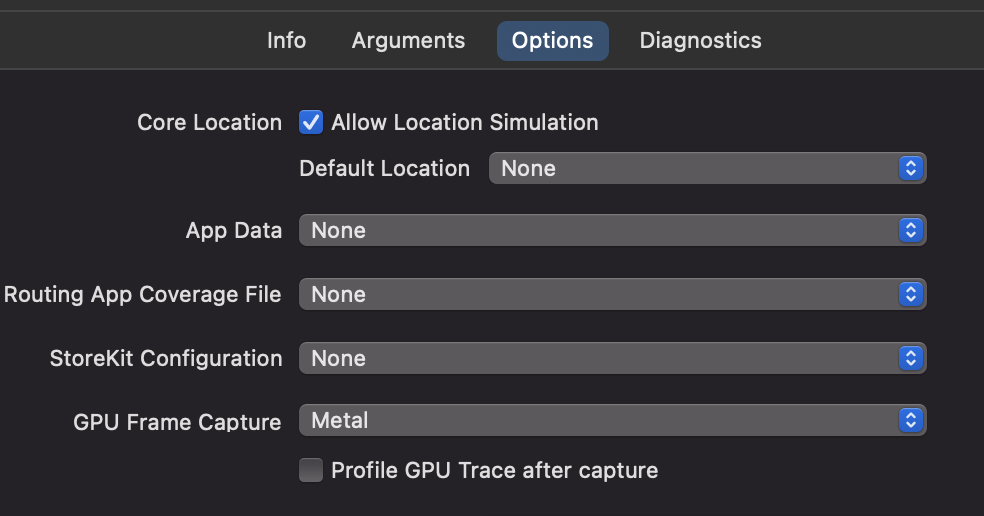 Info Arguments Options Diagnostics
Core Location Allow Location Simulation
Default Location None
App Data None
Routing App Coverage File None
StoreKit Configuration None
GPU Frame Capture Metal
Profile GPU Trace after capture